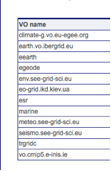 VO name
climate-g.vo.eu-egee.org
earth.vo.ibergrid.eu
eearth
egeode
env.see-grid-sci.eu
eo-grid.ikd.kiev.ua
esr
marine
meteo.see-grid-sci.eu
seismo.see-grid-sci.eu
trgridc
vo.cmip5.e-inis.ie